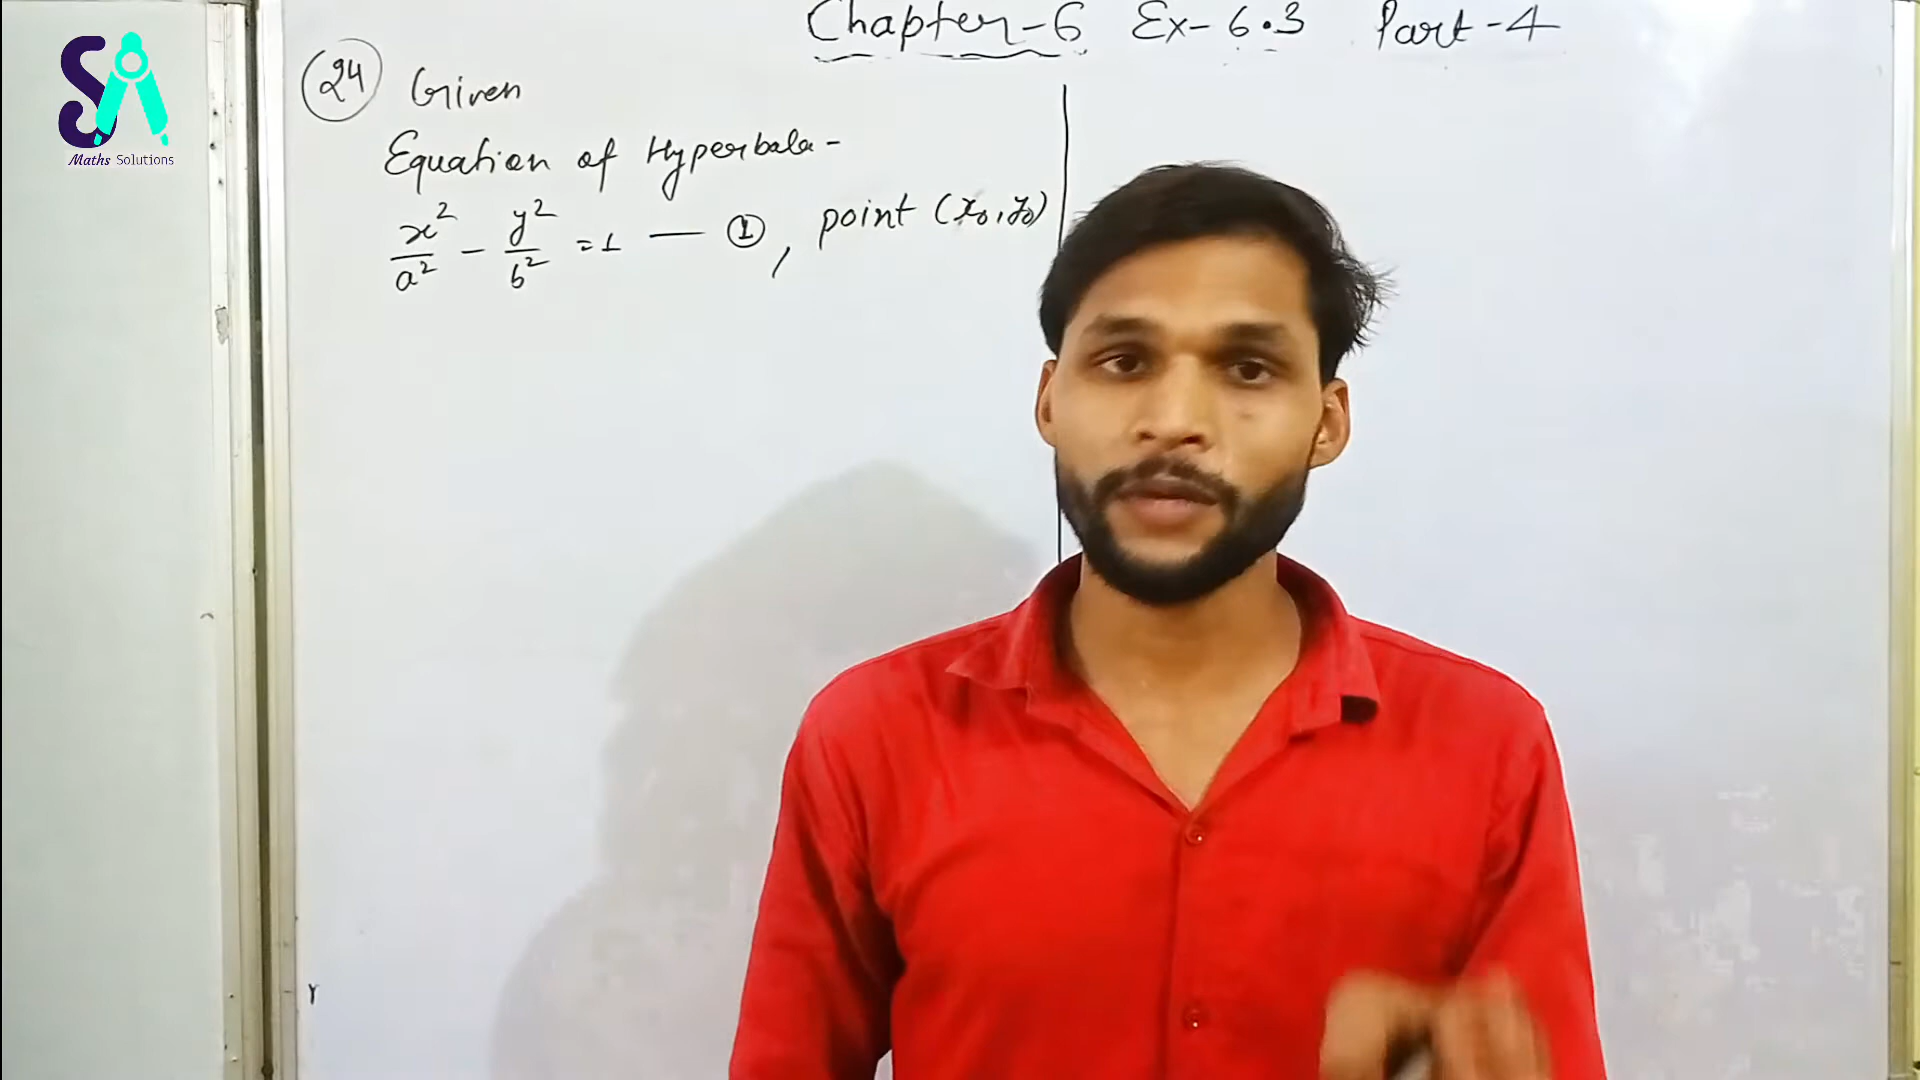 Chapter-6 Ex-6.3 Part-4
SA
Maths Solutions
24 Given
Equation of Hyperbola-
x²/a² - y²/b² = 1 — ①, point (x₀, y₀)